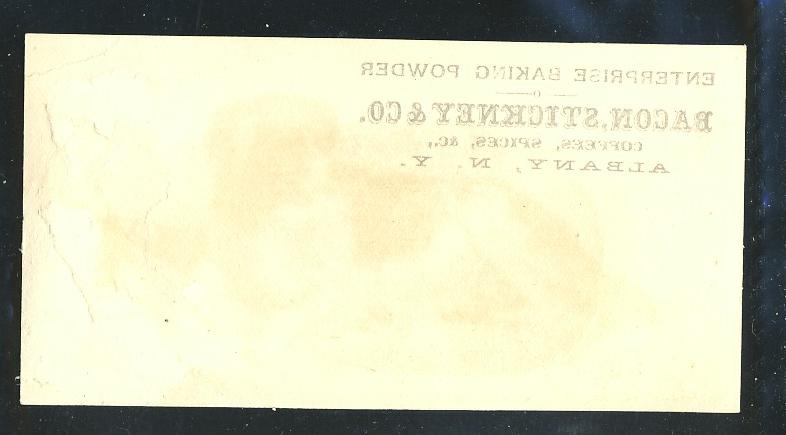 ENTERPRISE BAKING POWDER
BACON, STICKNEY & CO.
COFFEES, SPICES, &C.,
ALBANY, N. Y.